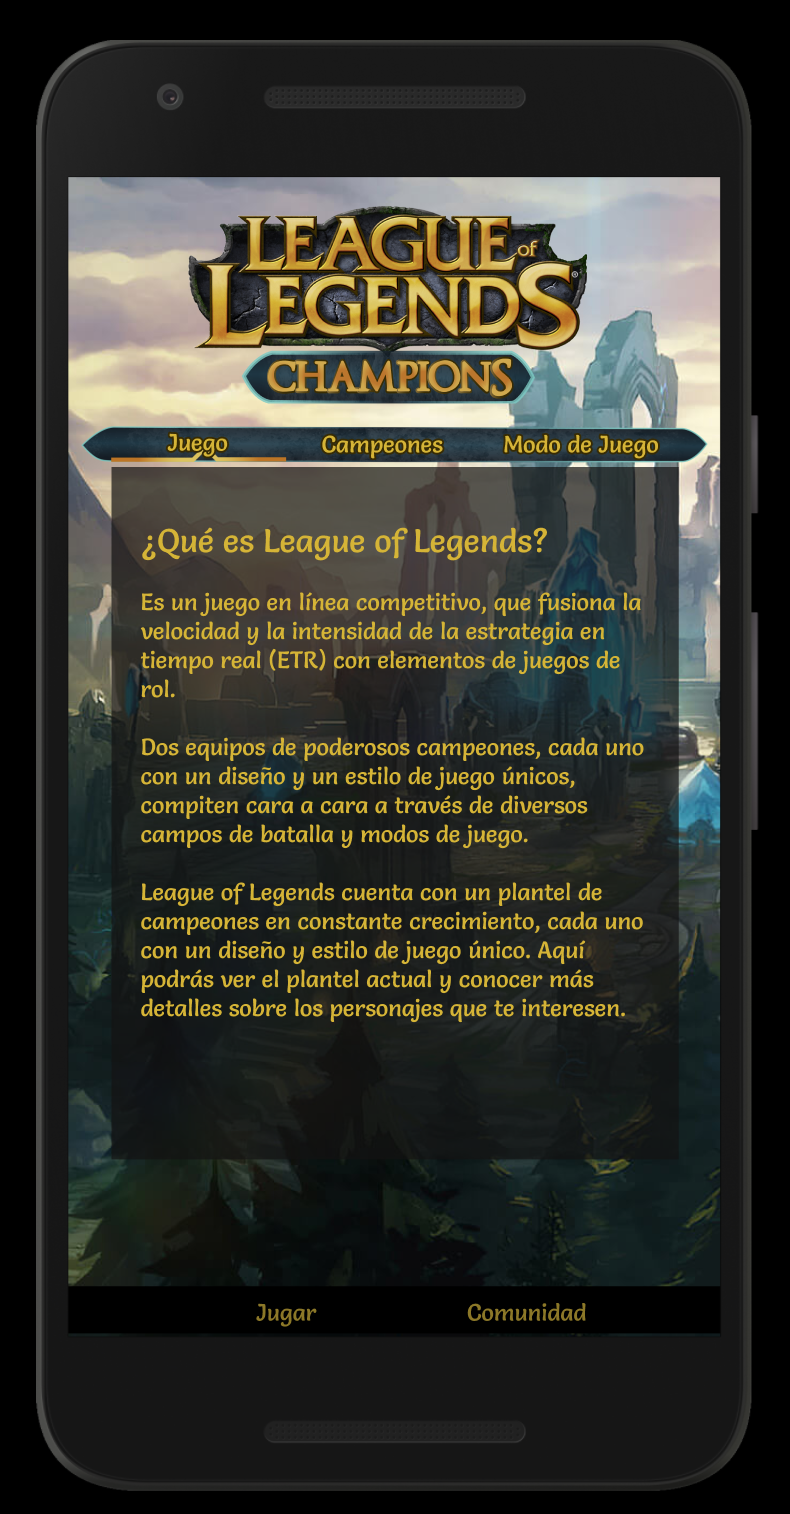 LEAGUE of
LEGENDS®
CHAMPIONS
Juego Campeones Modo de Juego
¿Qué es League of Legends?
Es un juego en línea competitivo, que fusiona la
velocidad y la intensidad de la estrategia en
tiempo real (ETR) con elementos de juegos de
rol.
Dos equipos de poderosos campeones, cada uno
con un diseño y un estilo de juego únicos,
compiten cara a cara a través de diversos
campos de batalla y modos de juego.
League of Legends cuenta con un plantel de
campeones en constante crecimiento, cada uno
con un diseño y estilo de juego único. Aquí
podrás ver el plantel actual y conocer más
detalles sobre los personajes que te interesen.
Jugar Comunidad